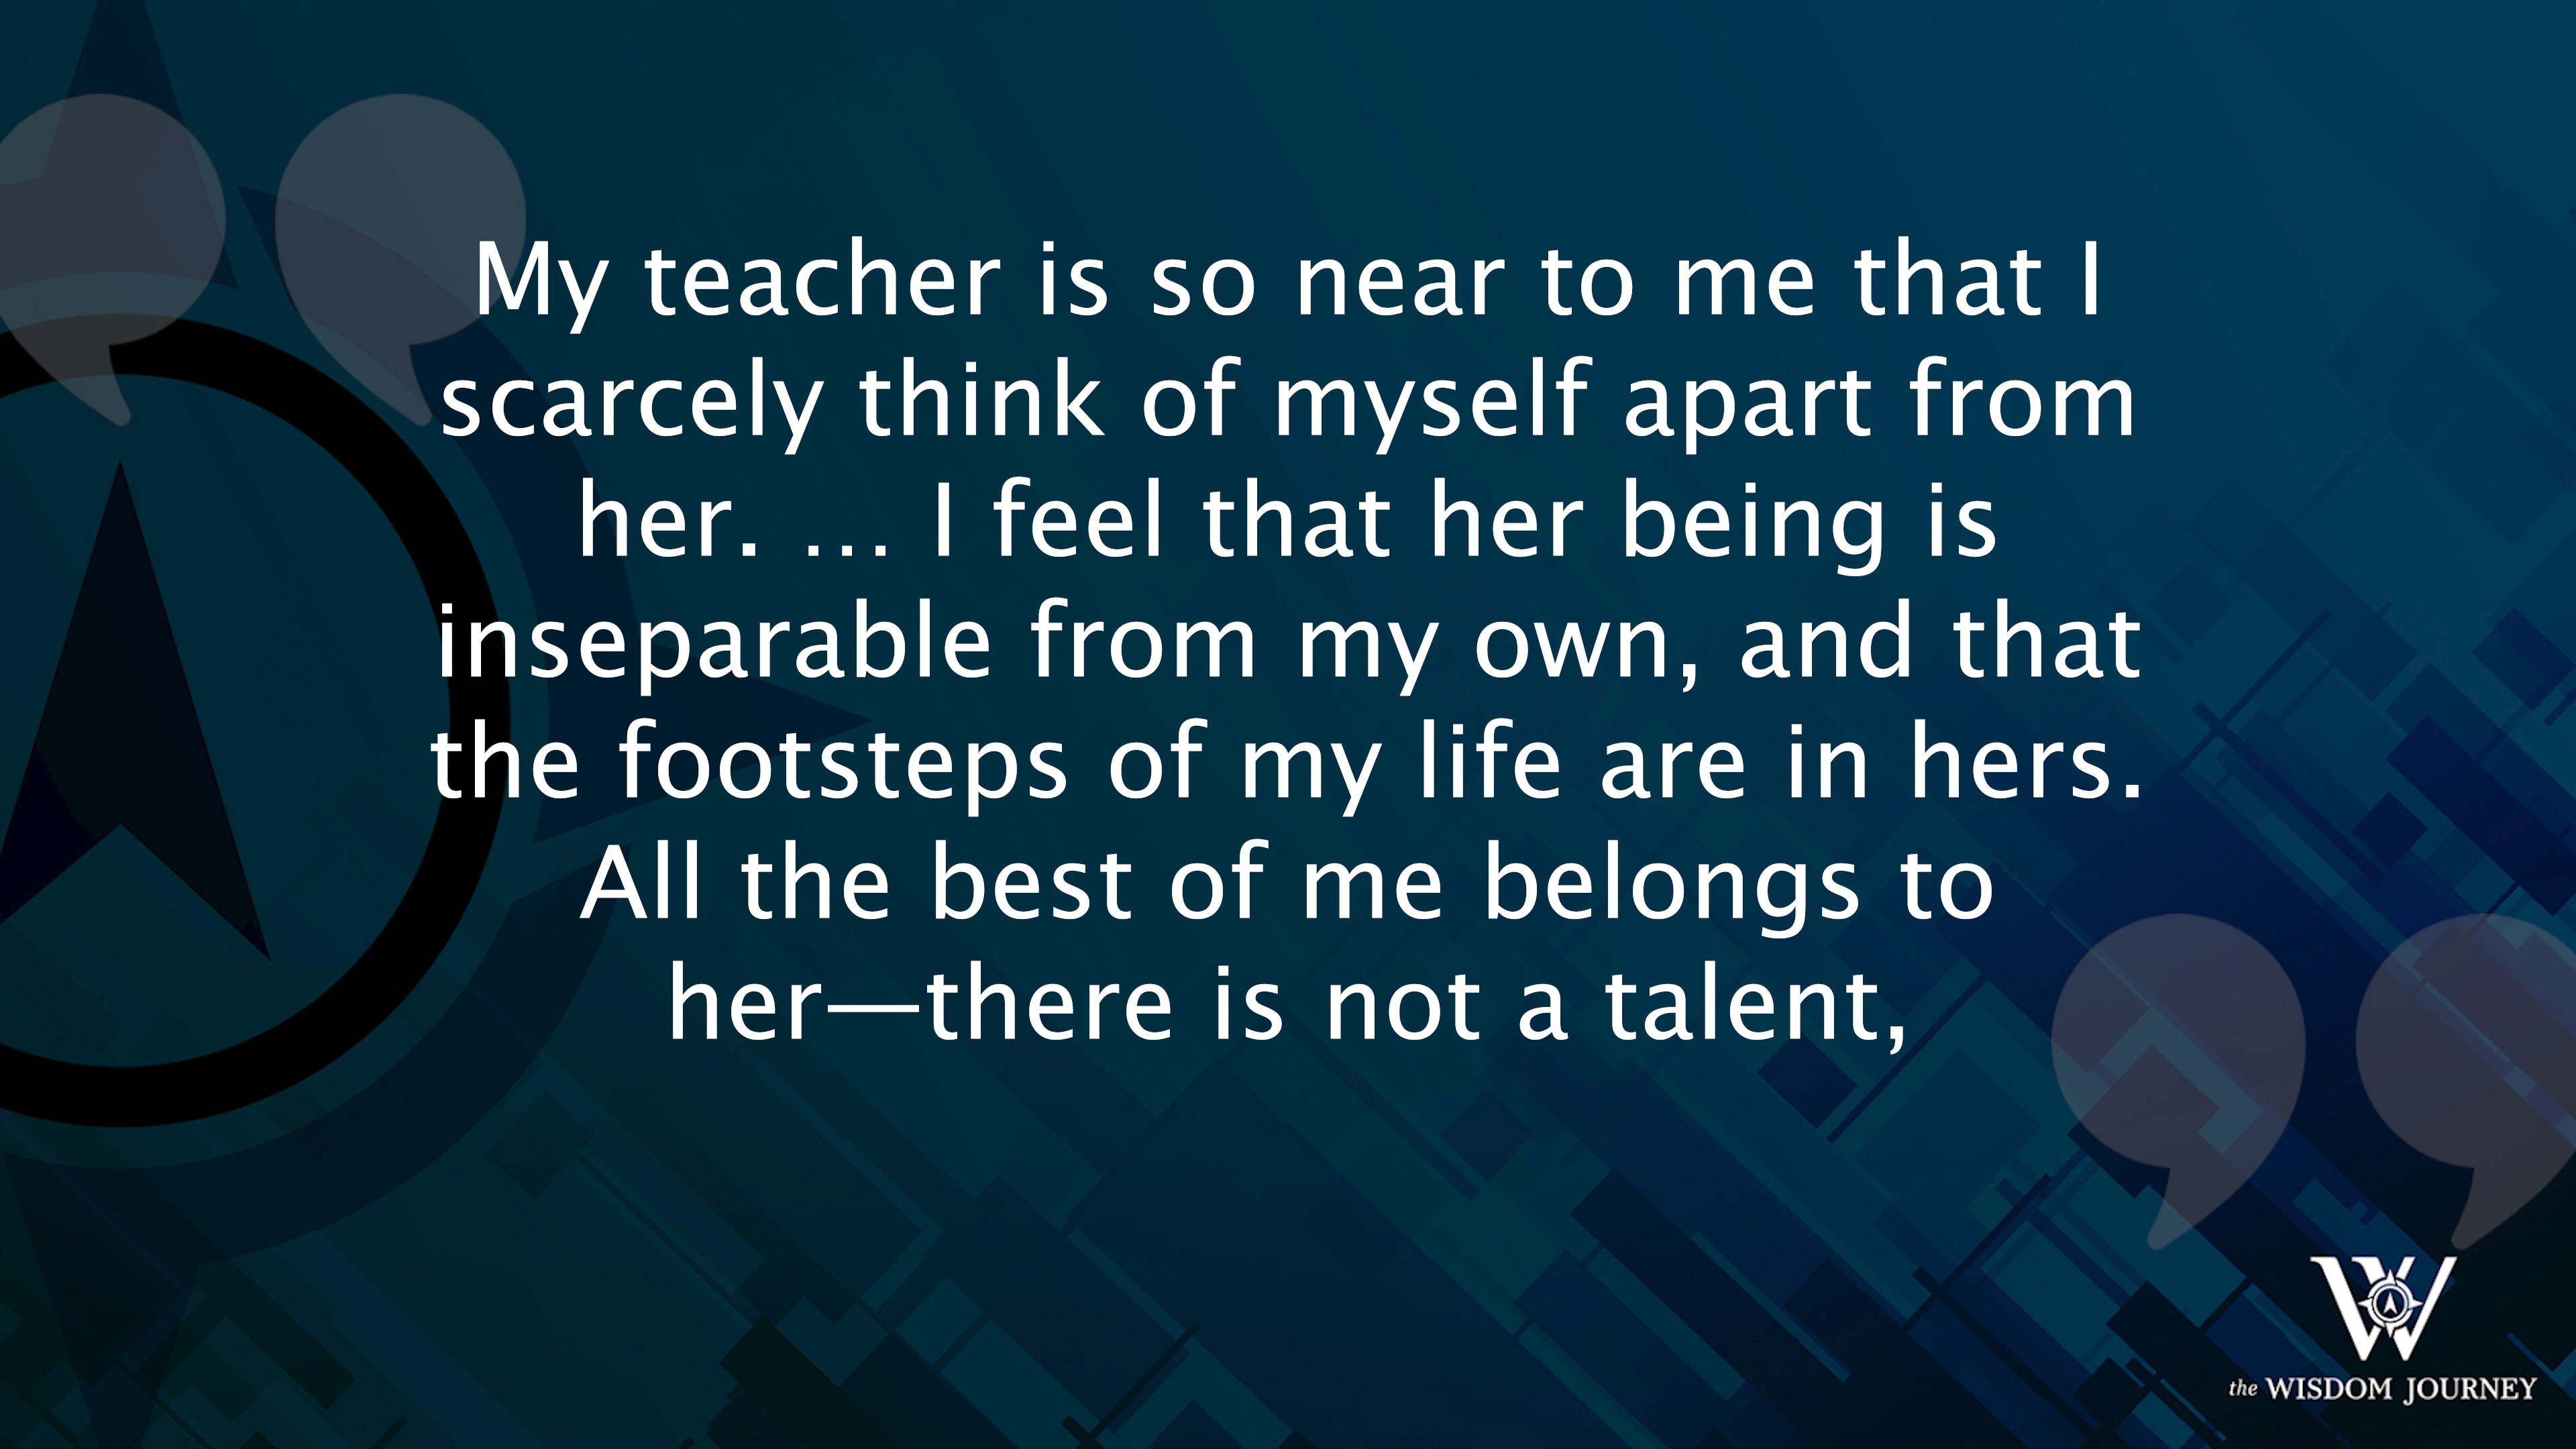 My teacher is so near to me that I
scarcely think of myself apart from
her. … I feel that her being is
inseparable from my own, and that
the footsteps of my life are in hers.
All the best of me belongs to
her—there is not a talent,
W
the WISDOM JOURNEY